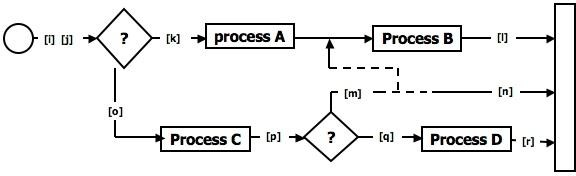 [i] [j] ? [k] process A Process B [l]
[m] [n]
[o]
Process C [p] ? [q] Process D [r]